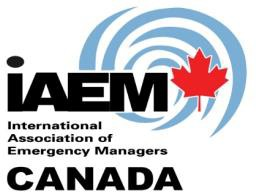 iAEM
International
Association of
Emergency Managers
CANADA